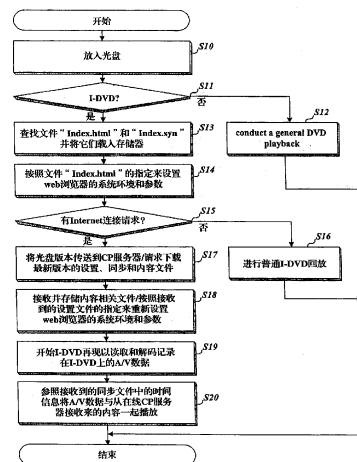 开始
S10
放入光盘
S11
I-DVD?
否
是
S12
conduct a general DVD
playback
S13
查找文件“Index.html”和“Index.syn”
并将它们载入存储器
S14
按照文件“Index.html”的指定来设置
web浏览器的系统环境和参数
S15
有Internet连接请求?
否
是
S16
进行普通I-DVD回放
S17
将光盘版本传送到CP服务器/请求下载
最新版本的设置、同步和内容文件
S18
接收并存储内容相关文件/按照接收
到的设置文件的指定来重新设置
web浏览器的系统环境和参数
S19
开始I-DVD再现以读取和解码记录
在I-DVD上的A/V数据
S20
参照接收到的同步文件中的时间
信息将A/V数据与从在线CP服务
器接收来的内容一起播放
结束